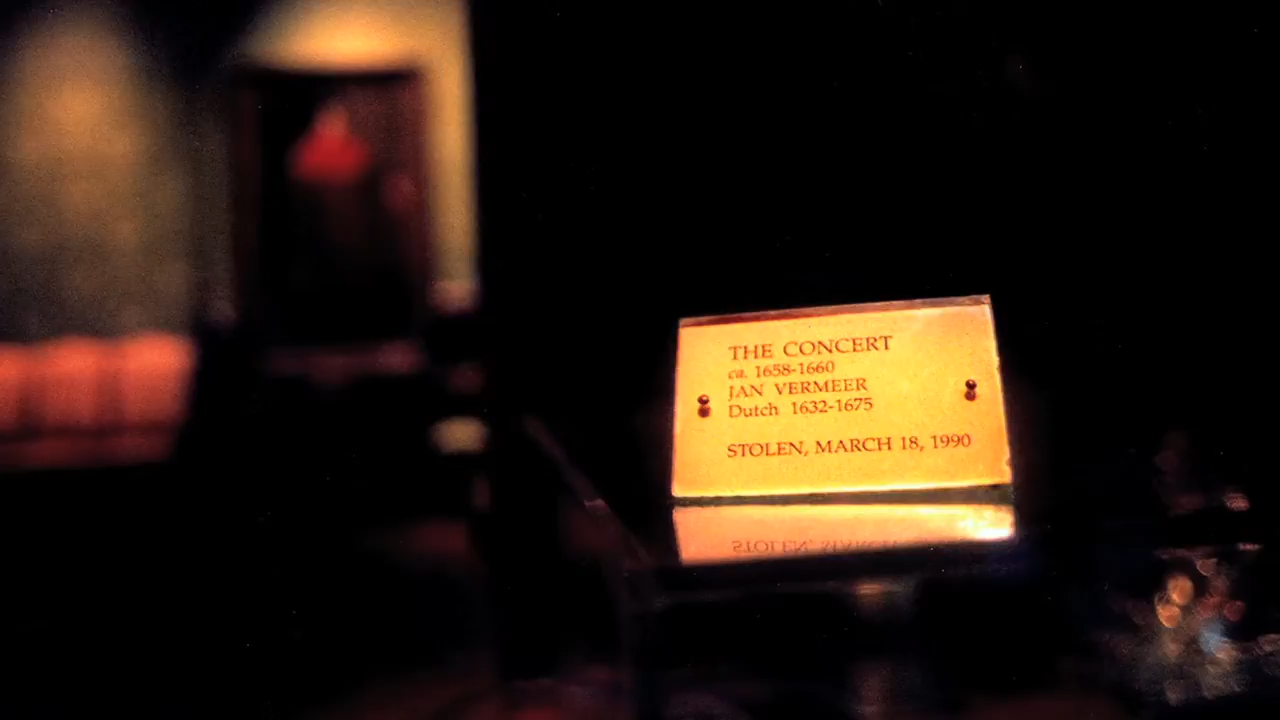 THE CONCERT
ca. 1658-1660
JAN VERMEER
Dutch 1632-1675
STOLEN, MARCH 18, 1990